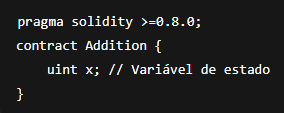 pragma solidity >=0.8.0;
contract Addition {
    uint x; // Variável de estado
}